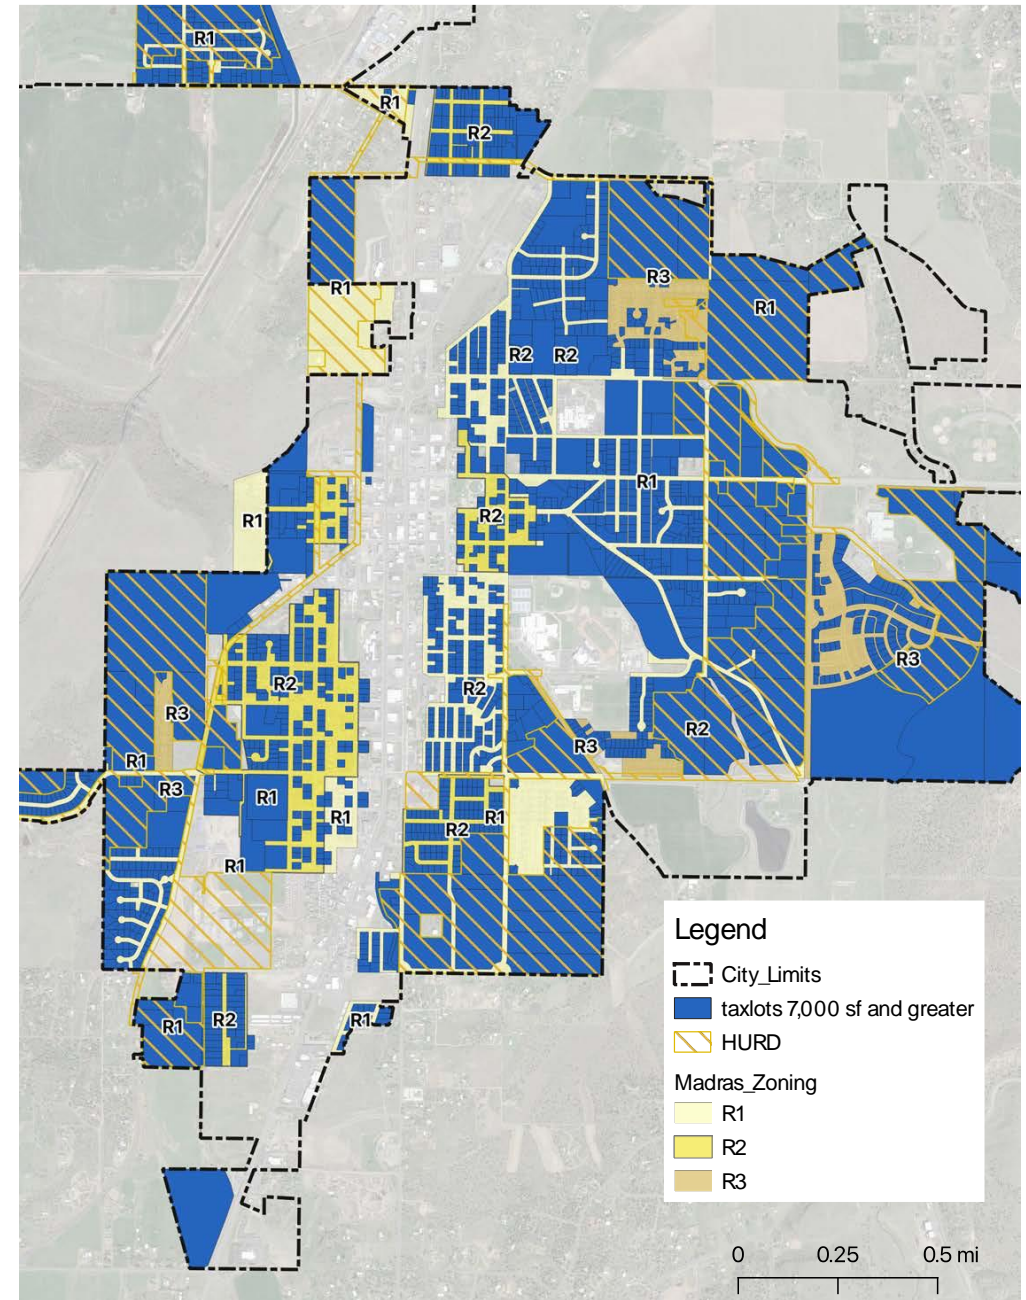 R1
R1
R2
R1
R3
R1
R2
R2
R1
R2
R1
R3
R2
R2
R3
R2
R3
R1
R3
R1
R1
R2
R1
R1
R1
R2
R1
Legend
City_Limits
taxlots 7,000 sf and greater
HURD
Madras_Zoning
R1
R2
R3
0 0.25 0.5 mi